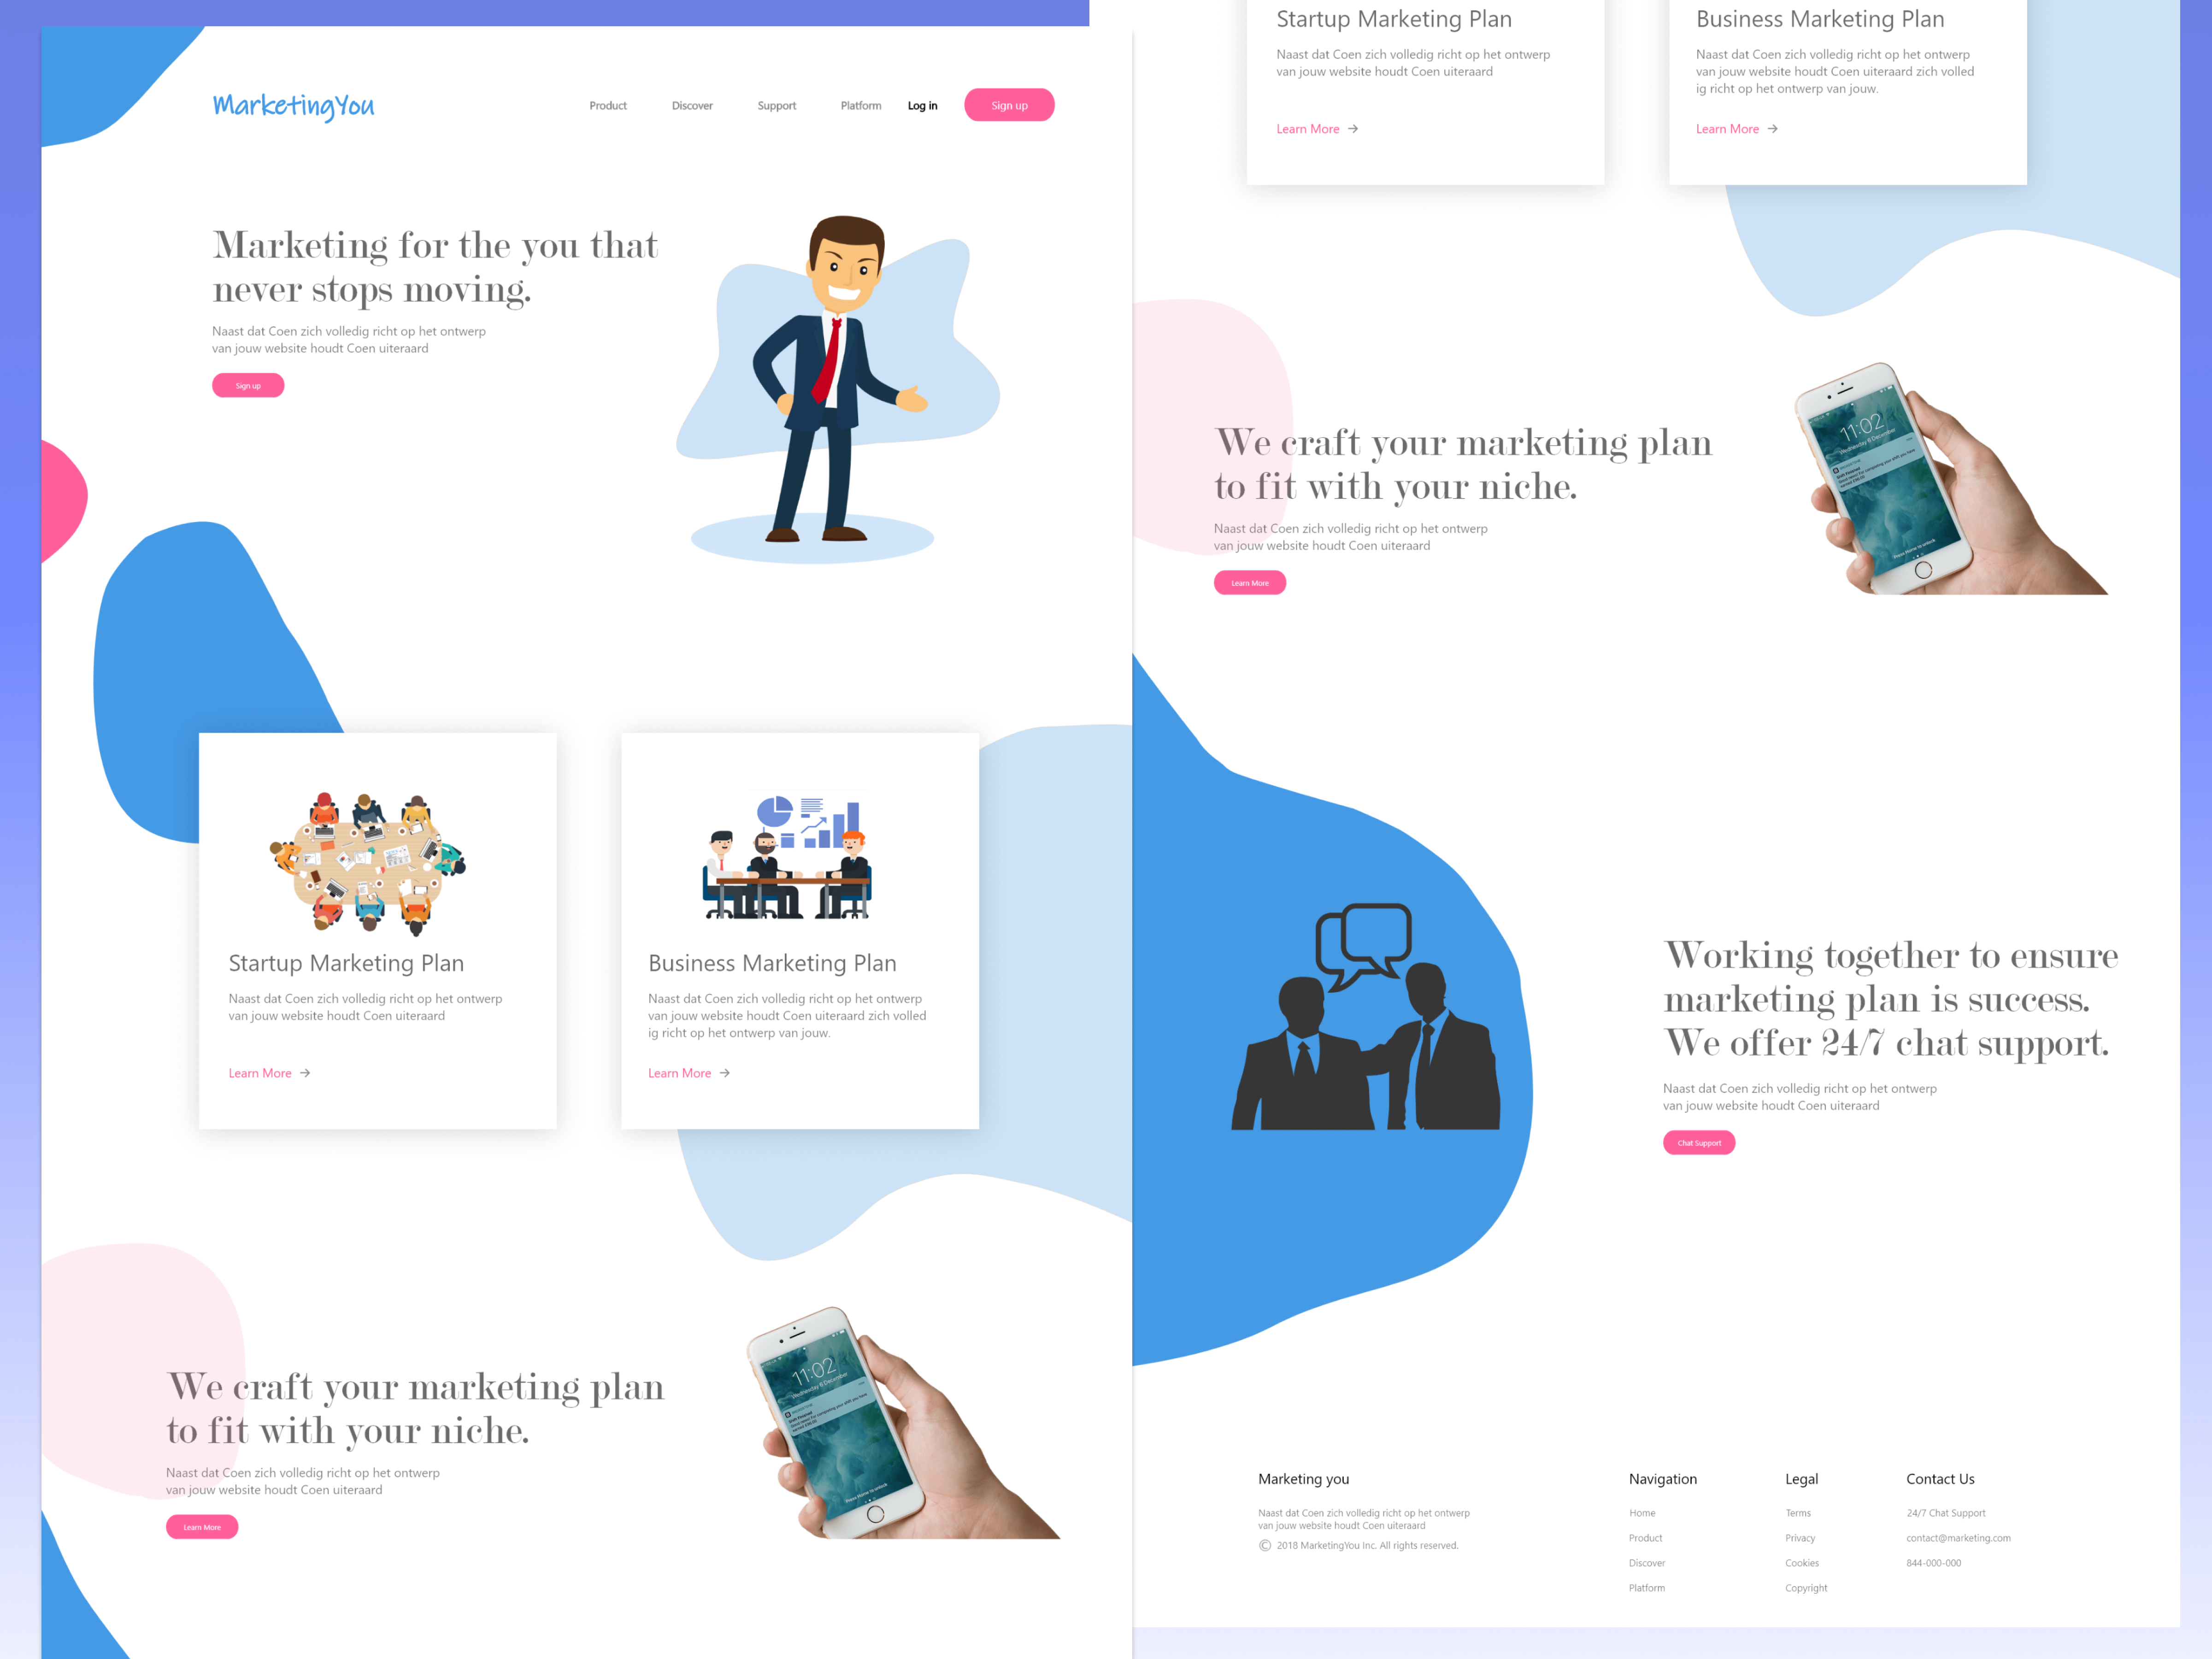 MarketingYou
Product Discover Support Platform Log in Sign up
Marketing for the you that
never stops moving.
Naast dat Coen zich volledig richt op het ontwerp
van jouw website houdt Coen uiteraard
Sign up
Startup Marketing Plan
Naast dat Coen zich volledig richt op het ontwerp
van jouw website houdt Coen uiteraard
Learn More
Business Marketing Plan
Naast dat Coen zich volledig richt op het ontwerp
van jouw website houdt Coen uiteraard zich volled
ig richt op het ontwerp van jouw.
Learn More
We craft your marketing plan
to fit with your niche.
Naast dat Coen zich volledig richt op het ontwerp
van jouw website houdt Coen uiteraard
Learn More
11:02
Wednesday 6 December
Press Home to unlock
Startup Marketing Plan
Naast dat Coen zich volledig richt op het ontwerp
van jouw website houdt Coen uiteraard
Learn More
Business Marketing Plan
Naast dat Coen zich volledig richt op het ontwerp
van jouw website houdt Coen uiteraard zich volled
ig richt op het ontwerp van jouw.
Learn More
We craft your marketing plan
to fit with your niche.
Naast dat Coen zich volledig richt op het ontwerp
van jouw website houdt Coen uiteraard
Learn More
11:02
Wednesday 6 December
Press Home to unlock
Working together to ensure
marketing plan is success.
We offer 24/7 chat support.
Naast dat Coen zich volledig richt op het ontwerp
van jouw website houdt Coen uiteraard
Chat Support
Marketing you
Naast dat Coen zich volledig richt op het ontwerp
van jouw website houdt Coen uiteraard
© 2018 MarketingYou Inc. All rights reserved.
Navigation
Home
Product
Discover
Platform
Legal
Terms
Privacy
Cookies
Copyright
Contact Us
24/7 Chat Support
contact@marketing.com
844-000-000